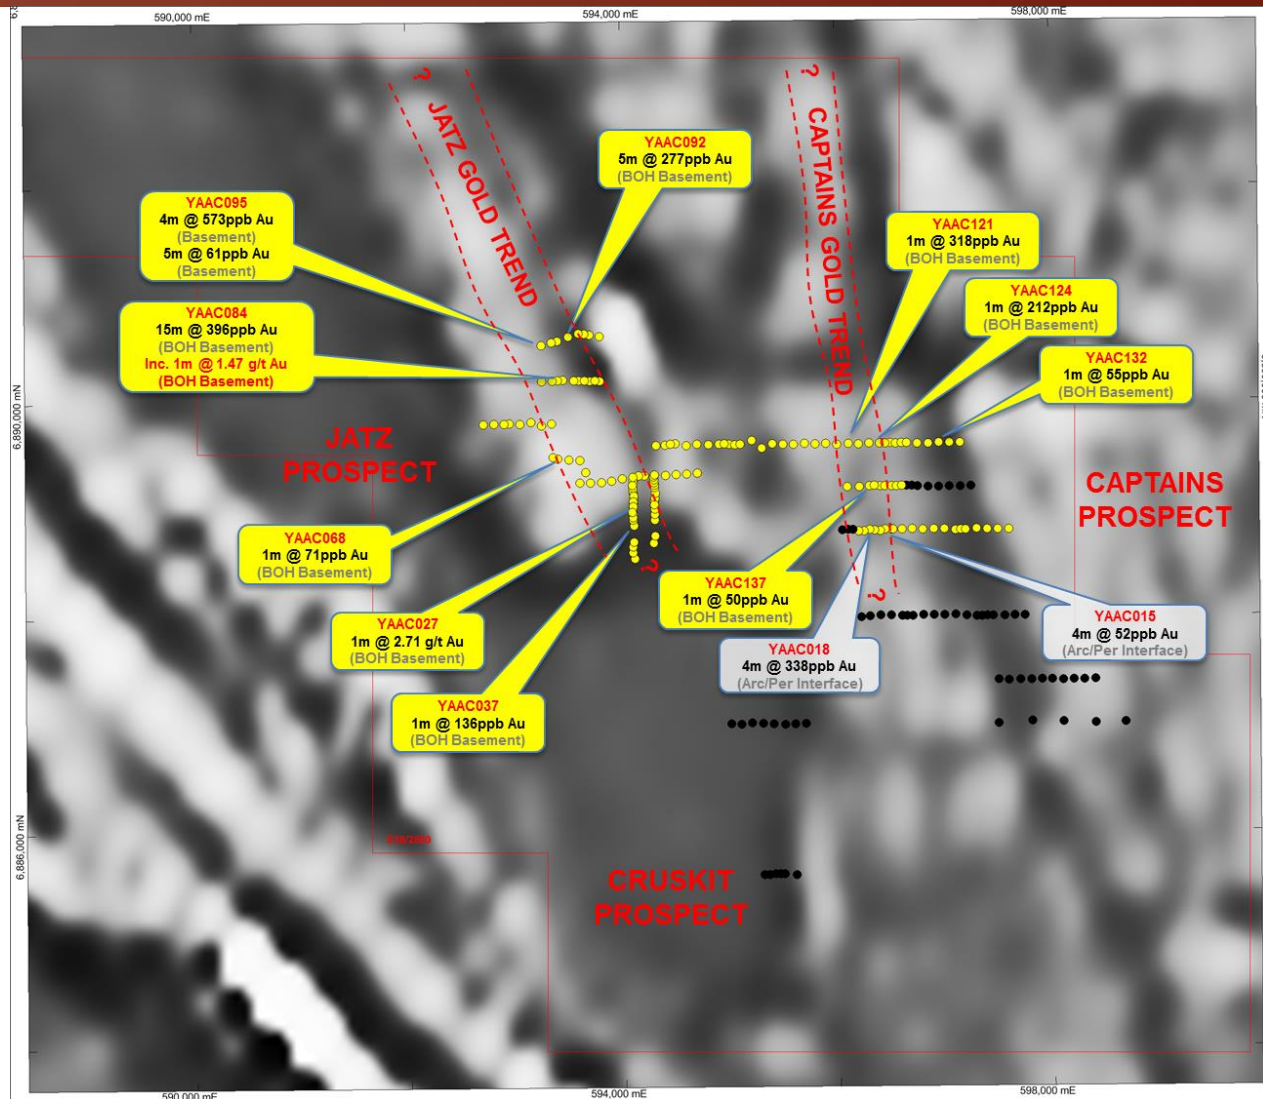 590,000 mE
594,000 mE
598,000 mE
?
JATZ GOLD TREND
?
CAPTAINS GOLD TREND
YAAC092
5m @ 277ppb Au
(BOH Basement)
YAAC095
4m @ 573ppb Au
(Basement)
5m @ 61ppb Au
(Basement)
YAAC121
1m @ 318ppb Au
(BOH Basement)
YAAC124
1m @ 212ppb Au
(BOH Basement)
YAAC084
15m @ 396ppb Au
(BOH Basement)
Inc. 1m @ 1.47 g/t Au
(BOH Basement)
YAAC132
1m @ 55ppb Au
(BOH Basement)
6,890,000 mN
JATZ
PROSPECT
CAPTAINS
PROSPECT
YAAC068
1m @ 71ppb Au
(BOH Basement)
?
YAAC137
1m @ 50ppb Au
(BOH Basement)
?
YAAC027
1m @ 2.71 g/t Au
(BOH Basement)
YAAC018
4m @ 338ppb Au
(Arc/Per Interface)
YAAC015
4m @ 52ppb Au
(Arc/Per Interface)
YAAC037
1m @ 136ppb Au
(BOH Basement)
6,886,000 mN
CRUSKIT
PROSPECT
590,000 mE
594,000 mE
598,000 mE